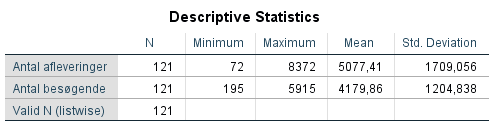 Descriptive Statistics
N Minimum Maximum Mean Std. Deviation
Antal afleveringer 121 72 8372 5077,41 1709,056
Antal besøgende 121 195 5915 4179,86 1204,838
Valid N (listwise) 121